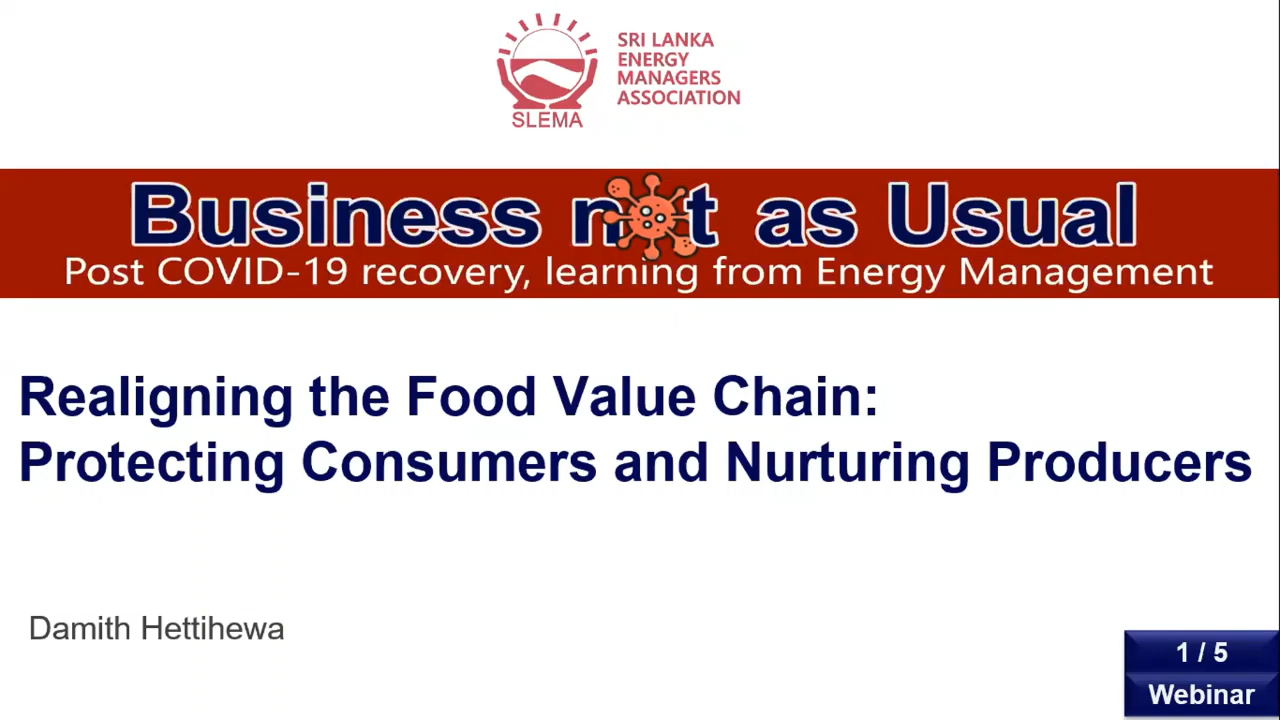 SRI LANKA
ENERGY
MANAGERS
ASSOCIATION
SLEMA
Business not as Usual
Post COVID-19 recovery, learning from Energy Management
Realigning the Food Value Chain:
Protecting Consumers and Nurturing Producers
Damith Hettihewa
1 / 5
Webinar